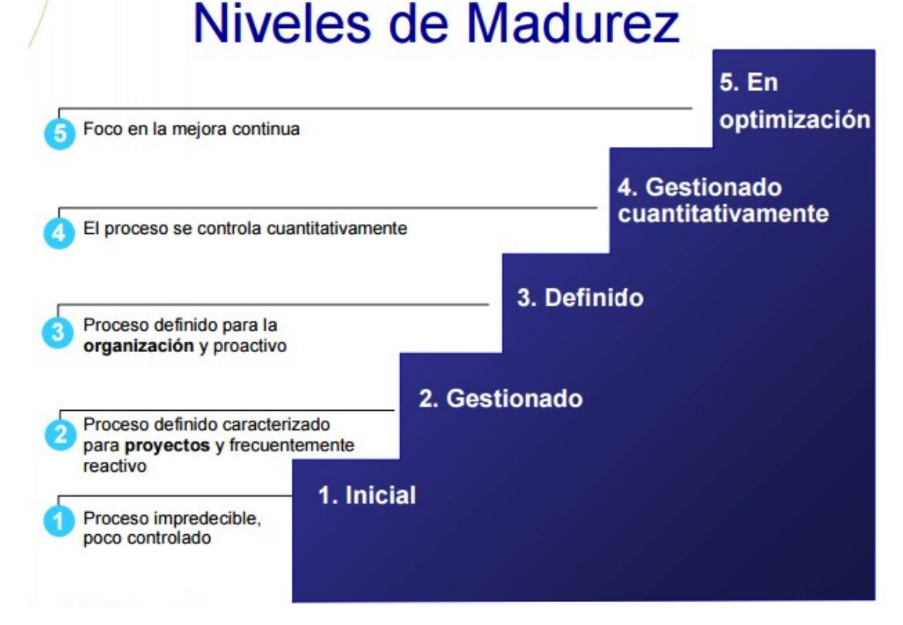 Niveles de Madurez
5. En
optimización
5
Foco en la mejora continua
4. Gestionado
cuantitativamente
4
El proceso se controla cuantitativamente
3. Definido
3
Proceso definido para la
organización y proactivo
2. Gestionado
2
Proceso definido caracterizado
para proyectos y frecuentemente
reactivo
1. Inicial
1
Proceso impredecible,
poco controlado